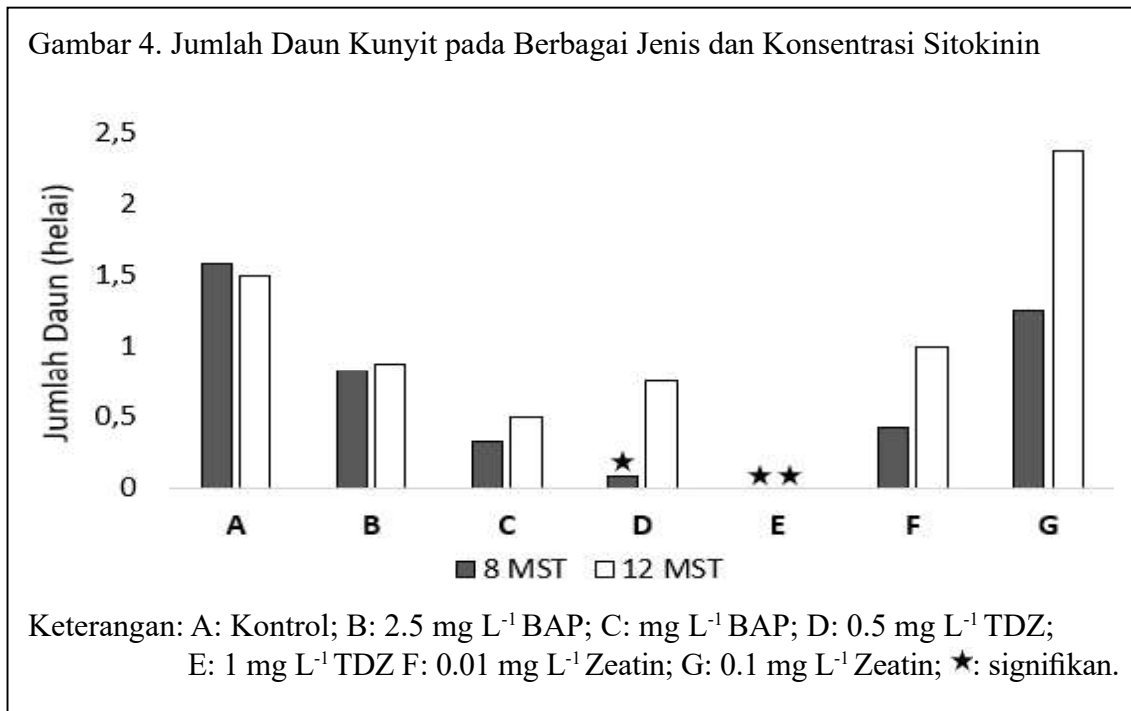 Gambar 4. Jumlah Daun Kunyit pada Berbagai Jenis dan Konsentrasi Sitokinin
Jumlah Daun (helai)
2,5
2
1,5
1
0,5
0
★
★ ★
A B C D E F G
8 MST 12 MST
Keterangan: A: Kontrol; B: 2.5 mg L⁻¹ BAP; C: mg L⁻¹ BAP; D: 0.5 mg L⁻¹ TDZ;
E: 1 mg L⁻¹ TDZ F: 0.01 mg L⁻¹ Zeatin; G: 0.1 mg L⁻¹ Zeatin; ★: signifikan.